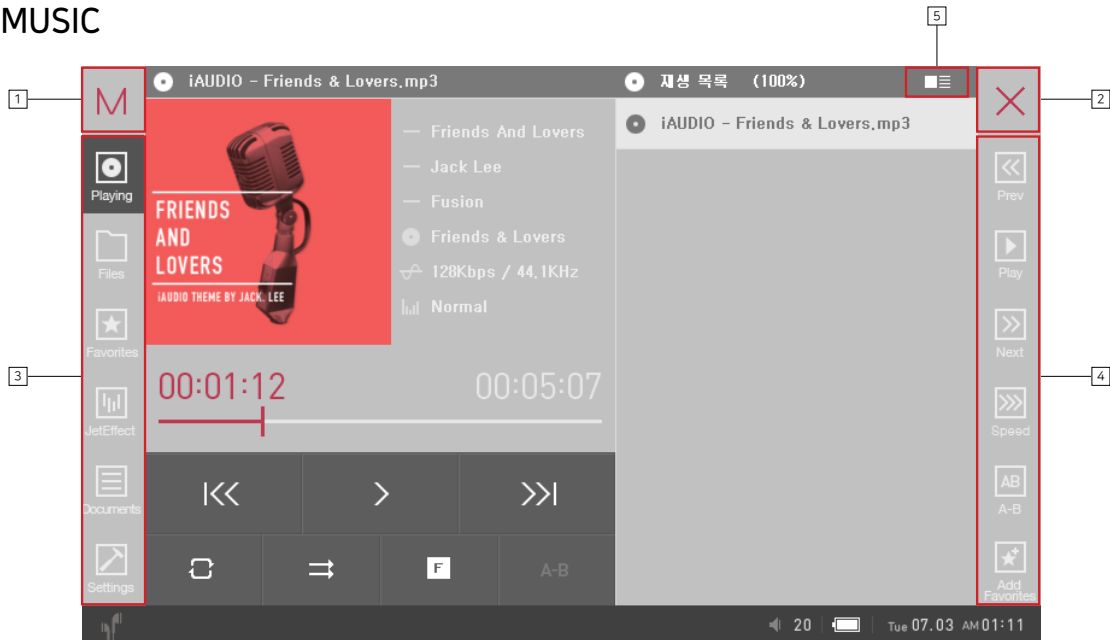 MUSIC
5
1
M
iAUDIO - Friends & Lovers.mp3
재생 목록 (100%)
2
iAUDIO - Friends & Lovers.mp3
Friends And Lovers
Jack Lee
Fusion
Friends & Lovers
128Kbps / 44.1KHz
Normal
FRIENDS
AND
LOVERS
iAUDIO THEME BY JACK. LEE
3
Playing
Files
Favorites
JetEffect
Documents
Settings
00:01:12
00:05:07
F
A-B
4
Prev
Play
Next
Speed
AB
A-B
Add
Favorites
20
Tue 07.03 AM 01:11